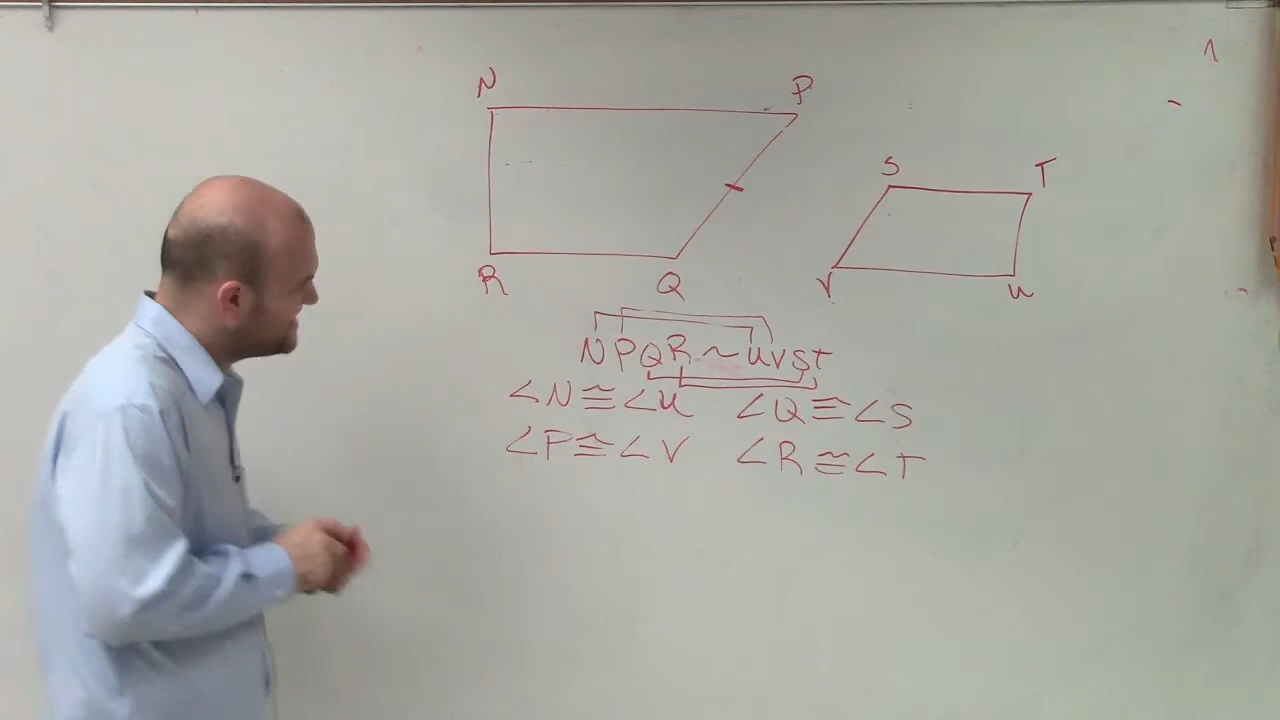 N P
S T
R Q V U
NPQR ~ UVST
∠N ≅ ∠U ∠Q ≅ ∠S
∠P ≅ ∠V ∠R ≅ ∠T